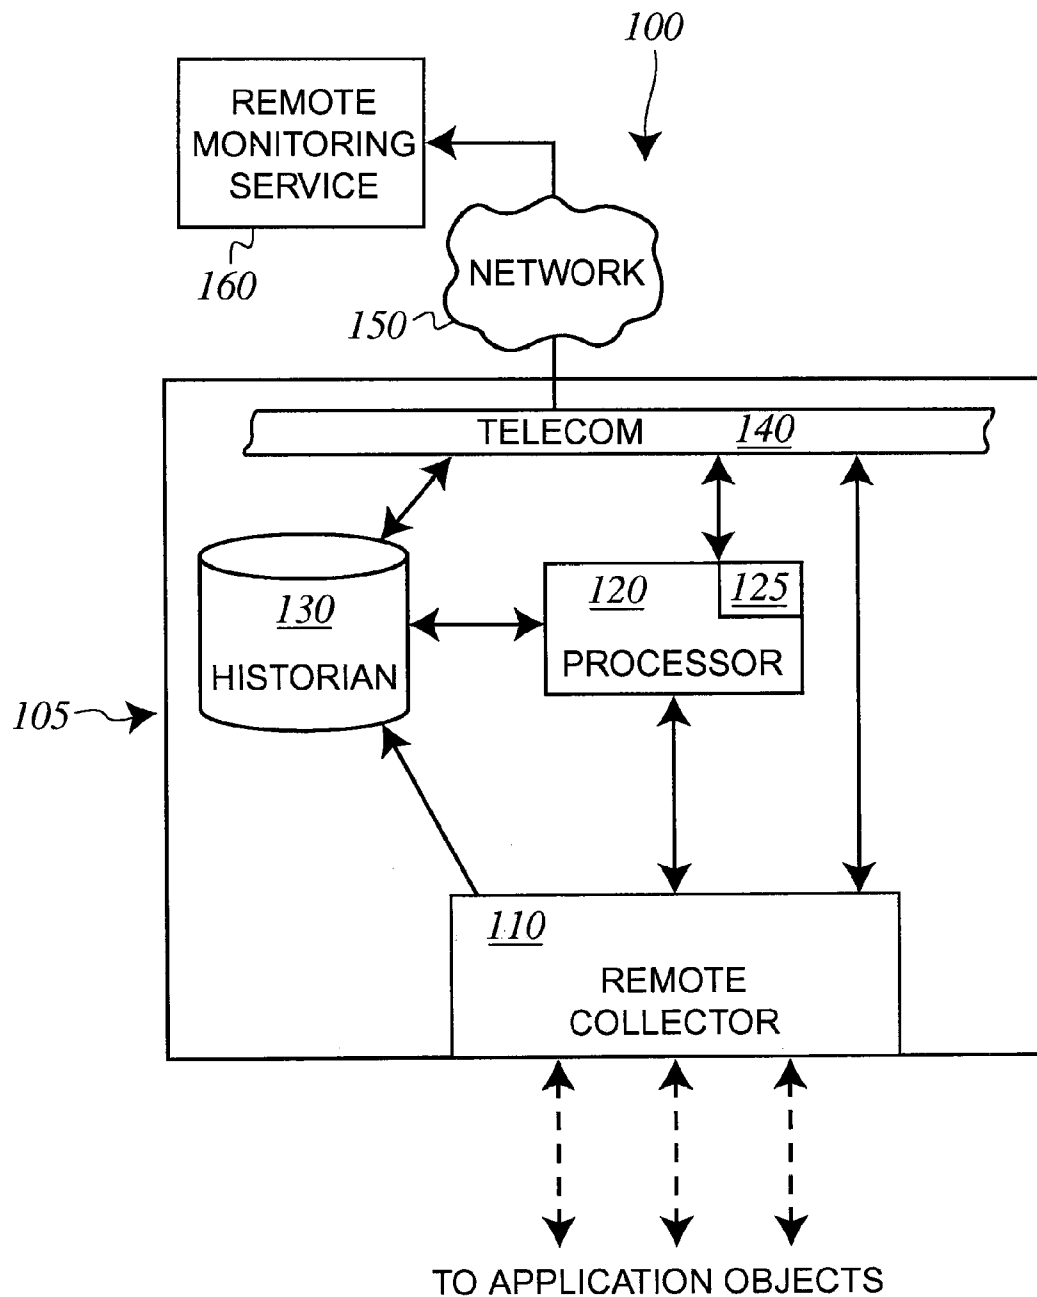 100
REMOTE
MONITORING
SERVICE
160
NETWORK
150
TELECOM 140
130
HISTORIAN
120
125
PROCESSOR
105
110
REMOTE
COLLECTOR
TO APPLICATION OBJECTS